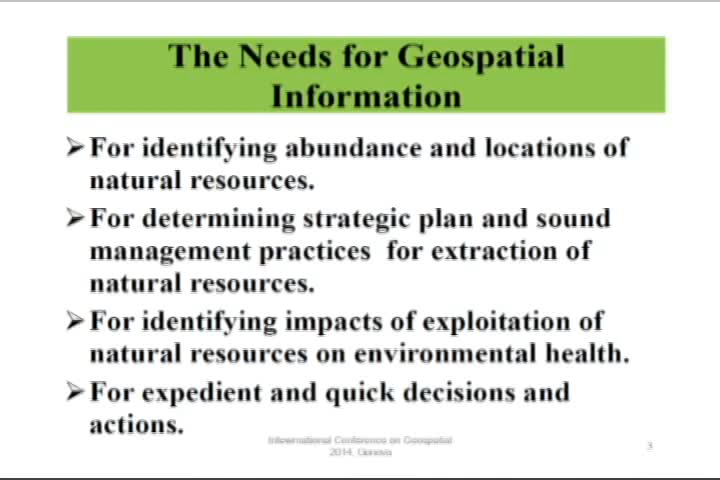 The Needs for Geospatial
Information
➢For identifying abundance and locations of
natural resources.
➢For determining strategic plan and sound
management practices for extraction of
natural resources.
➢For identifying impacts of exploitation of
natural resources on environmental health.
➢For expedient and quick decisions and
actions.
International Conference on Geospatial
2014, Geneva
3